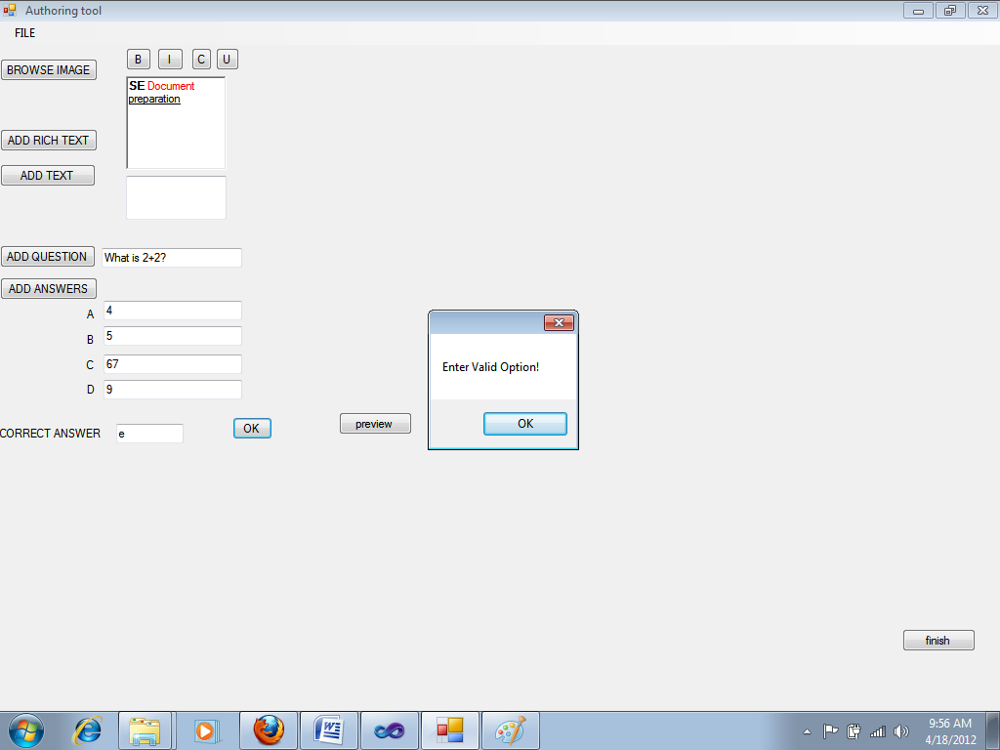 Authoring tool
FILE
B I C U
BROWSE IMAGE
SE Document
preparation
ADD RICH TEXT
ADD TEXT
ADD QUESTION What is 2+2?
ADD ANSWERS
A 4
B 5
C 67
D 9
CORRECT ANSWER e OK
preview
Enter Valid Option!
OK
finish
9:56 AM
4/18/2012